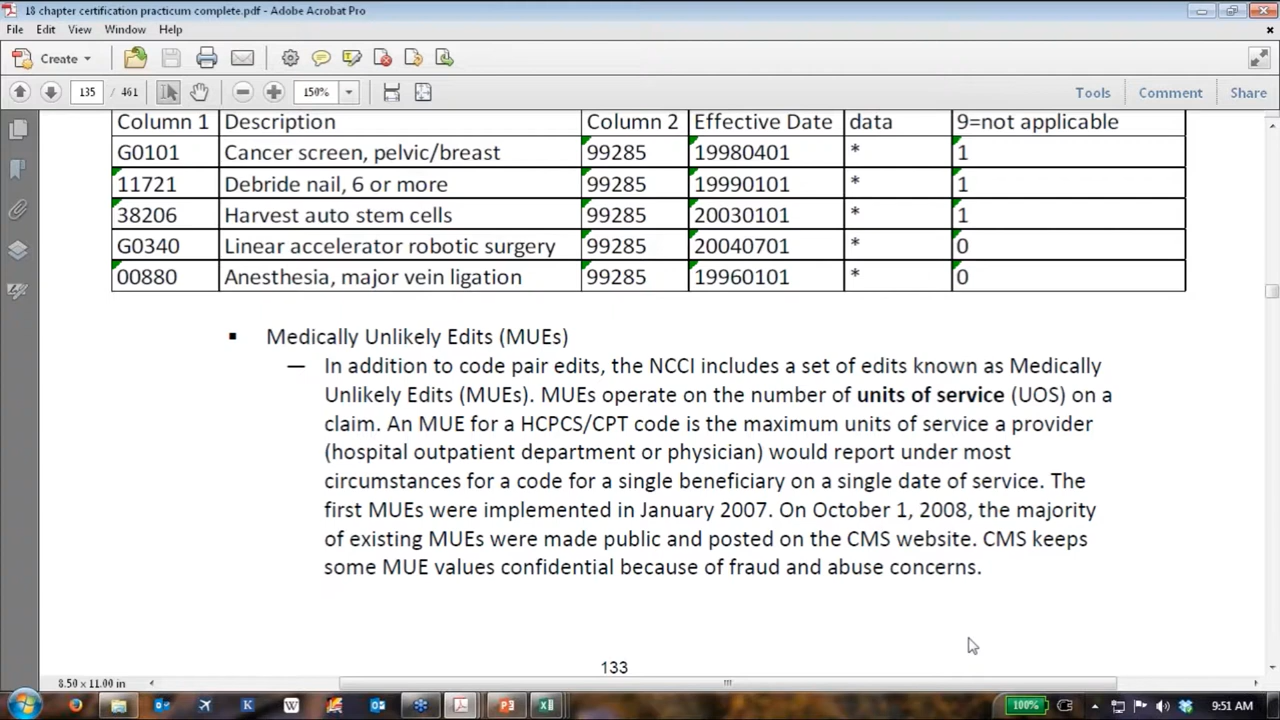 18 chapter certification practicum complete.pdf - Adobe Acrobat Pro
File Edit View Window Help
Create
135 / 461 150% Tools Comment Share
Column 1 Description Column 2 Effective Date data 9=not applicable
G0101 Cancer screen, pelvic/breast 99285 19980401 * 1
11721 Debride nail, 6 or more 99285 19990101 * 1
38206 Harvest auto stem cells 99285 20030101 * 1
G0340 Linear accelerator robotic surgery 99285 20040701 * 0
00880 Anesthesia, major vein ligation 99285 19960101 * 0
▪ Medically Unlikely Edits (MUEs)
— In addition to code pair edits, the NCCI includes a set of edits known as Medically
Unlikely Edits (MUEs). MUEs operate on the number of units of service (UOS) on a
claim. An MUE for a HCPCS/CPT code is the maximum units of service a provider
(hospital outpatient department or physician) would report under most
circumstances for a code for a single beneficiary on a single date of service. The
first MUEs were implemented in January 2007. On October 1, 2008, the majority
of existing MUEs were made public and posted on the CMS website. CMS keeps
some MUE values confidential because of fraud and abuse concerns.
133
8.50 x 11.00 in
100% 9:51 AM